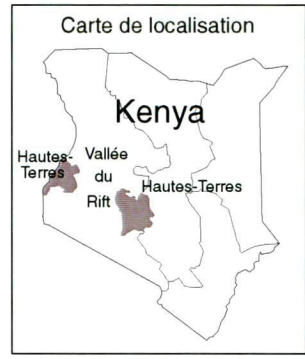 Carte de localisation
Kenya
Hautes-
Terres
Vallée
du
Rift
Hautes-Terres